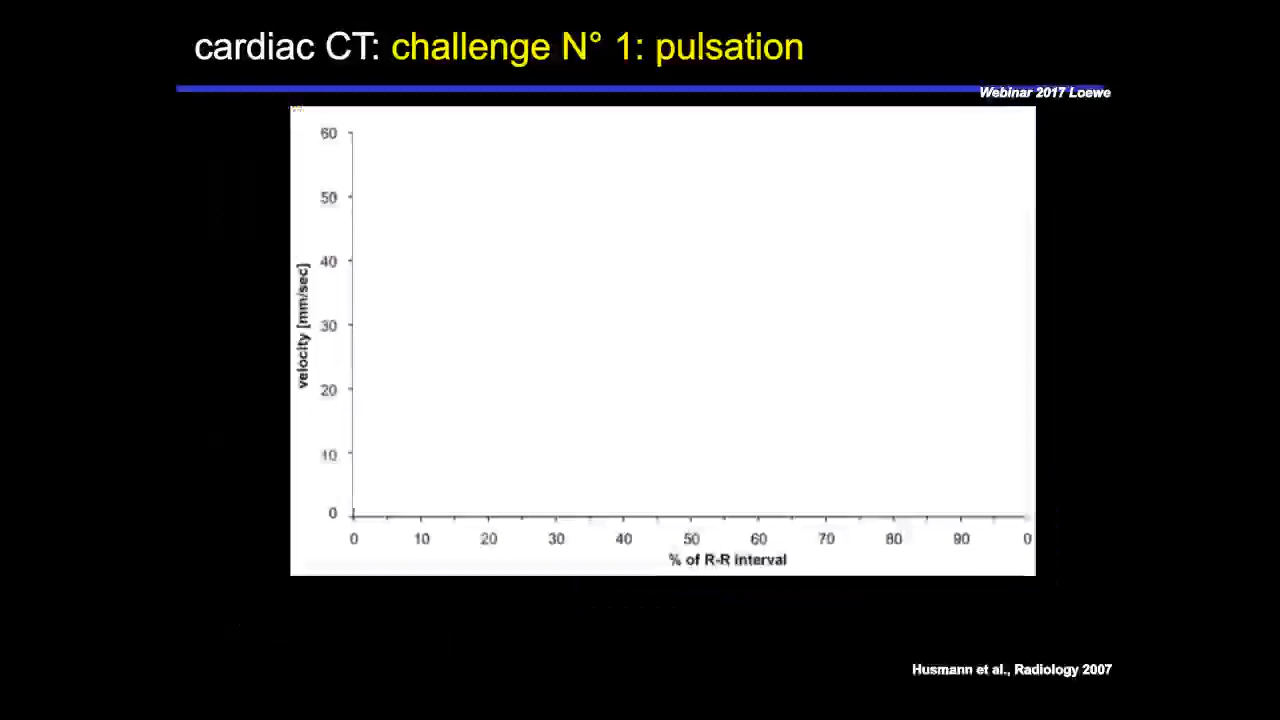 cardiac CT: challenge N° 1: pulsation
Webinar 2017 Loewe
60
50
40
30
20
10
0
velocity [mm/sec]
0 10 20 30 40 50 60 70 80 90 0
% of R-R interval
Husmann et al., Radiology 2007